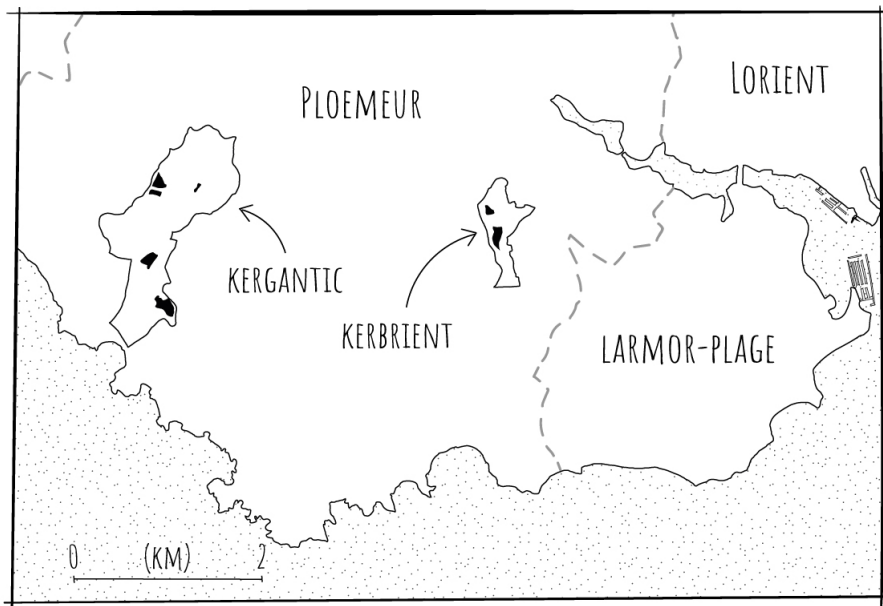 PLOEMEUR
LORIENT
KERGANTIC
KERBRIENT
LARMOR-PLAGE
0 (KM) 2